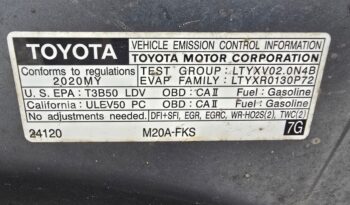 TOYOTA
VEHICLE EMISSION CONTROL INFORMATION
TOYOTA MOTOR CORPORATION
Conforms to regulations
2020MY
TEST GROUP: LTYXV02.0N4B
EVAP FAMILY: LTYXR0130P72
U.S. EPA: T3B50 LDV OBD: CA II Fuel: Gasoline
California: ULEV50 PC OBD: CA II Fuel: Gasoline
No adjustments needed. DFI+SFI, EGR, EGRC, WR-HO2S(2), TWC(2)
24120 M20A-FKS 7G